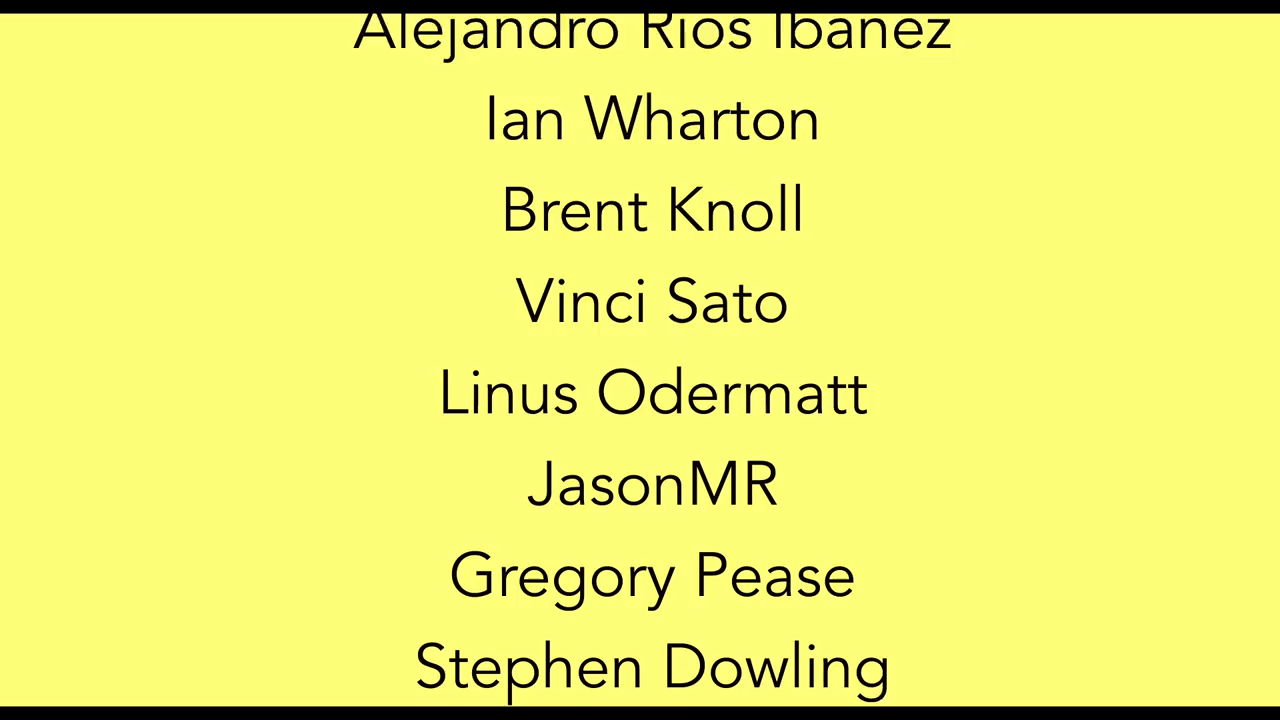 Alejandro Rios Ibanez
Ian Wharton
Brent Knoll
Vinci Sato
Linus Odermatt
JasonMR
Gregory Pease
Stephen Dowling